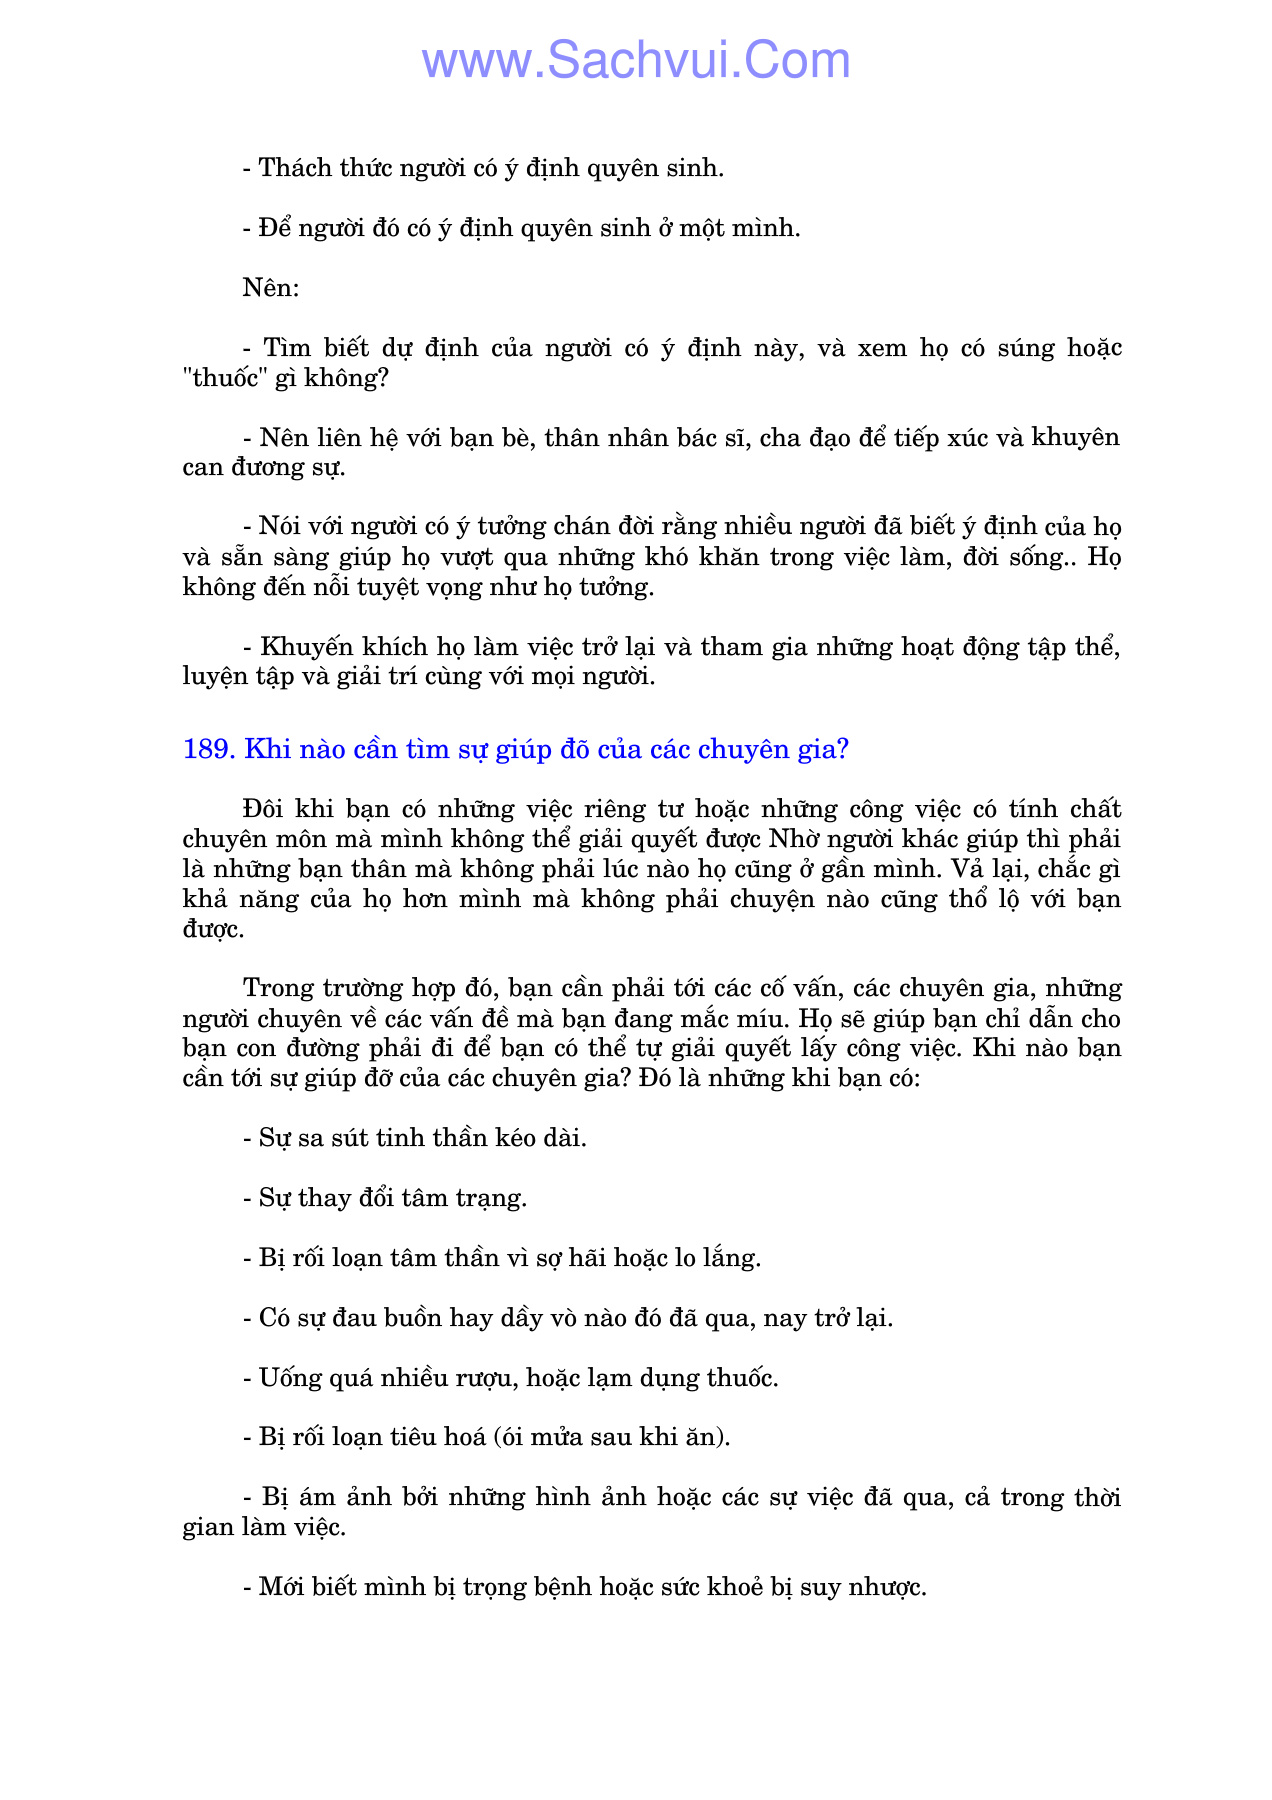 www.Sachvui.Com
- Thách thức người có ý định quyên sinh.
- Để người đó có ý định quyên sinh ở một mình.
Nên:
- Tìm biết dự định của người có ý định này, và xem họ có súng hoặc
"thuốc" gì không?
- Nên liên hệ với bạn bè, thân nhân bác sĩ, cha đạo để tiếp xúc và khuyên
can đương sự.
- Nói với người có ý tưởng chán đời rằng nhiều người đã biết ý định của họ
và sẵn sàng giúp họ vượt qua những khó khăn trong việc làm, đời sống.. Họ
không đến nỗi tuyệt vọng như họ tưởng.
- Khuyến khích họ làm việc trở lại và tham gia những hoạt động tập thể,
luyện tập và giải trí cùng với mọi người.
189. Khi nào cần tìm sự giúp đõ của các chuyên gia?
Đôi khi bạn có những việc riêng tư hoặc những công việc có tính chất
chuyên môn mà mình không thể giải quyết được Nhờ người khác giúp thì phải
là những bạn thân mà không phải lúc nào họ cũng ở gần mình. Vả lại, chắc gì
khả năng của họ hơn mình mà không phải chuyện nào cũng thổ lộ với bạn
được.
Trong trường hợp đó, bạn cần phải tới các cố vấn, các chuyên gia, những
người chuyên về các vấn đề mà bạn đang mắc míu. Họ sẽ giúp bạn chỉ dẫn cho
bạn con đường phải đi để bạn có thể tự giải quyết lấy công việc. Khi nào bạn
cần tới sự giúp đỡ của các chuyên gia? Đó là những khi bạn có:
- Sự sa sút tinh thần kéo dài.
- Sự thay đổi tâm trạng.
- Bị rối loạn tâm thần vì sợ hãi hoặc lo lắng.
- Có sự đau buồn hay dầy vò nào đó đã qua, nay trở lại.
- Uống quá nhiều rượu, hoặc lạm dụng thuốc.
- Bị rối loạn tiêu hoá (ói mửa sau khi ăn).
- Bị ám ảnh bởi những hình ảnh hoặc các sự việc đã qua, cả trong thời
gian làm việc.
- Mới biết mình bị trọng bệnh hoặc sức khoẻ bị suy nhược.